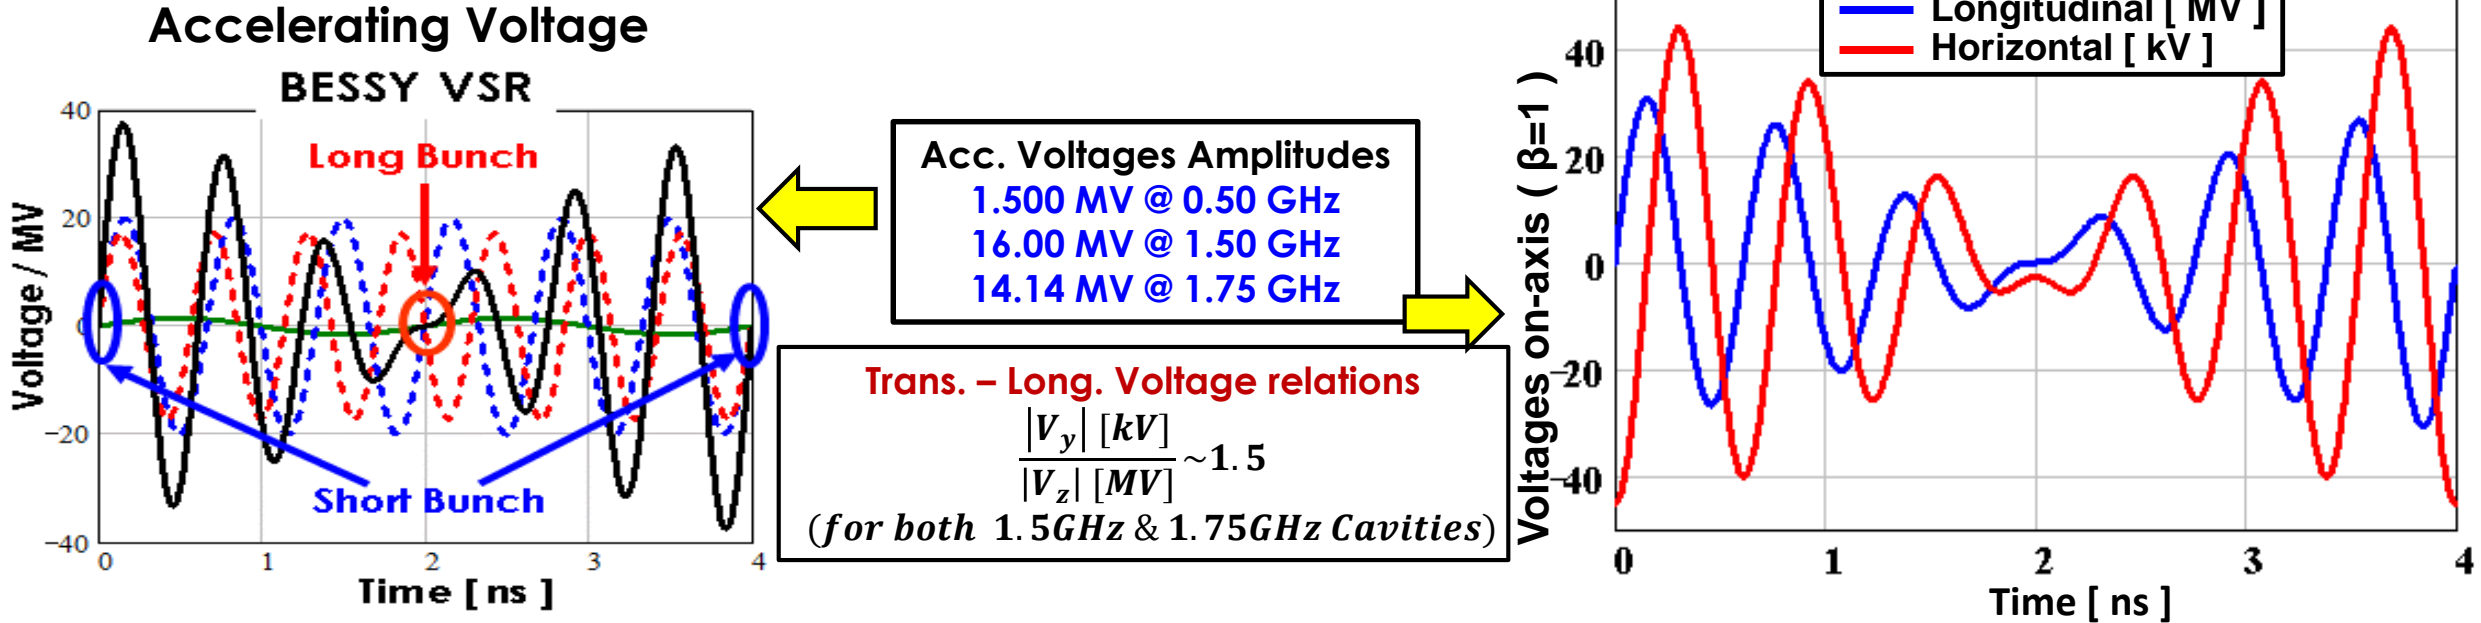 Accelerating Voltage
BESSY VSR
Long Bunch
Short Bunch
Voltage / MV
40
20
0
−20
−40
0 1 2 3 4
Time [ ns ]
Acc. Voltages Amplitudes
1.500 MV @ 0.50 GHz
16.00 MV @ 1.50 GHz
14.14 MV @ 1.75 GHz
Trans. – Long. Voltage relations
|V_y| [kV]
|V_z| [MV]
~1.5
(for both 1.5GHz & 1.75GHz Cavities)
Longitudinal [ MV ]
Horizontal [ kV ]
Voltages on-axis ( β=1 )
40
20
0
−20
−40
0 1 2 3 4
Time [ ns ]